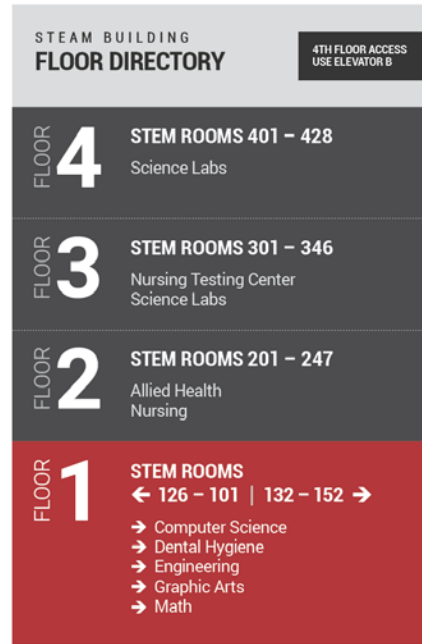 STEAM BUILDING
FLOOR DIRECTORY
4TH FLOOR ACCESS
USE ELEVATOR B
FLOOR 4
STEM ROOMS 401 – 428
Science Labs
FLOOR 3
STEM ROOMS 301 – 346
Nursing Testing Center
Science Labs
FLOOR 2
STEM ROOMS 201 – 247
Allied Health
Nursing
FLOOR 1
STEM ROOMS
← 126 – 101 | 132 – 152 →
→ Computer Science
→ Dental Hygiene
→ Engineering
→ Graphic Arts
→ Math